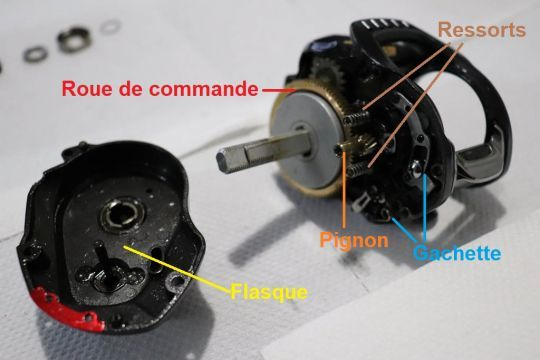 Ressorts
Roue de commande
Pignon
Gachette
Flasque